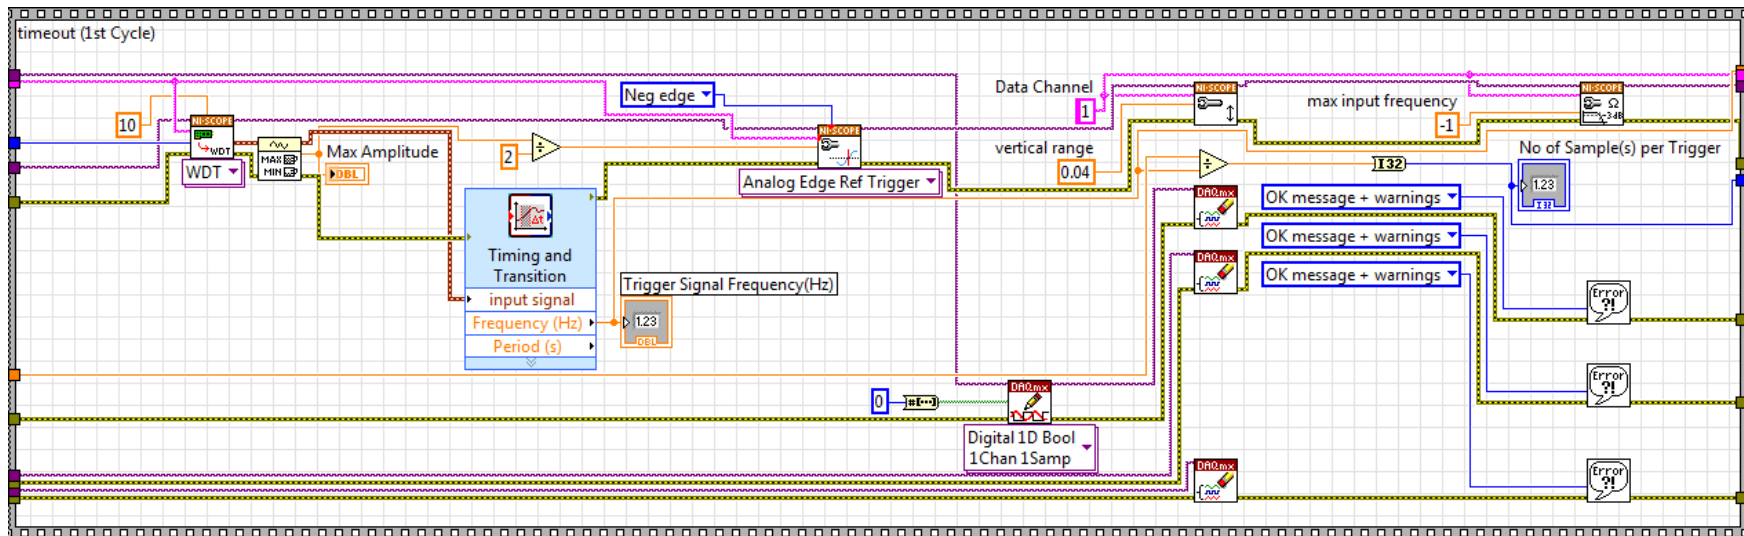 timeout (1st Cycle)
10
NI-SCOPE
WDT
WDT
MAX
MIN
Max Amplitude
DBL
2
Neg edge
NI-SCOPE
Analog Edge Ref Trigger
Timing and
Transition
input signal
Frequency (Hz)
Period (s)
Trigger Signal Frequency(Hz)
1.23
DBL
0
#[...]
DAQmx
Digital 1D Bool
1Chan 1Samp
Data Channel
1
vertical range
0.04
NI-SCOPE
max input frequency
-1
NI-SCOPE
Ω
-3dB
I32
No of Sample(s) per Trigger
1.23
I32
DAQmx
OK message + warnings
OK message + warnings
DAQmx
OK message + warnings
Error
?!
Error
?!
DAQmx
Error
?!